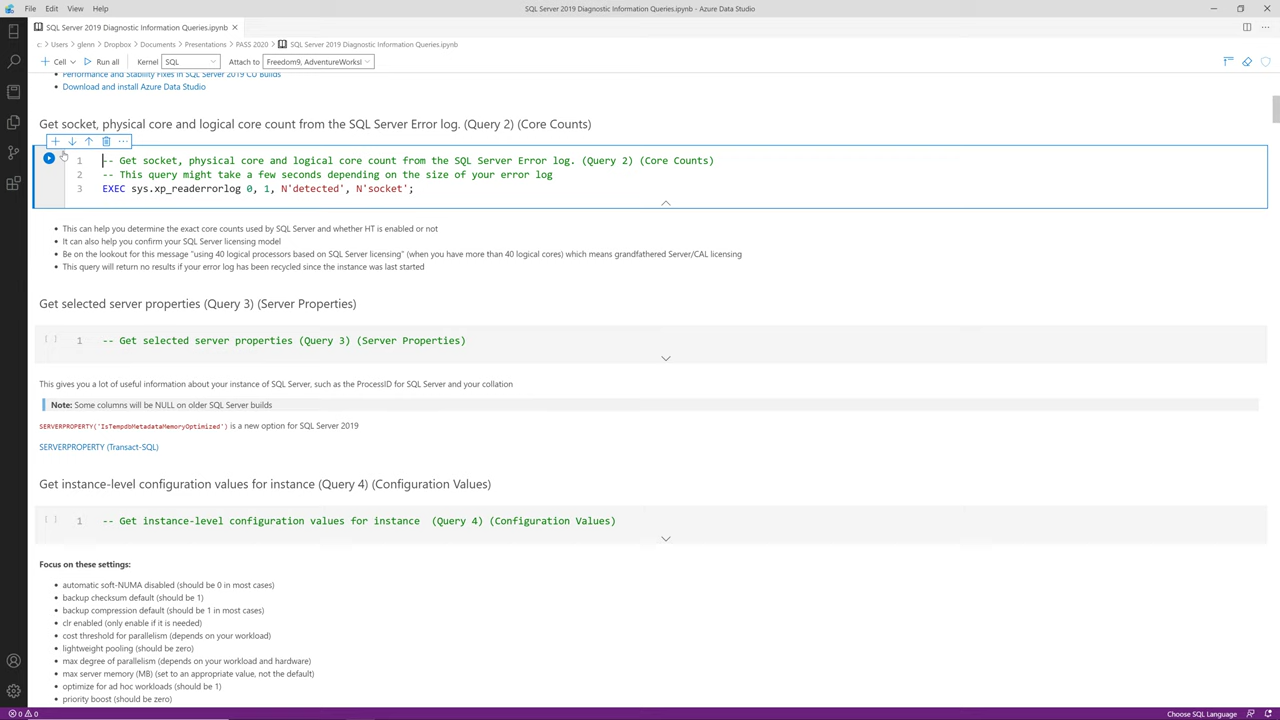 File Edit View Help SQL Server 2019 Diagnostic Information Queries.ipynb - Azure Data Studio
SQL Server 2019 Diagnostic Information Queries.ipynb
c: > Users > glenn > Dropbox > Documents > Presentations > PASS 2020 > SQL Server 2019 Diagnostic Information Queries.ipynb
Cell Run all Kernel SQL Attach to Freedom9, AdventureWorksl
Performance and Stability Fixes in SQL Server 2019 CU Builds
Download and install Azure Data Studio
Get socket, physical core and logical core count from the SQL Server Error log. (Query 2) (Core Counts)
1 -- Get socket, physical core and logical core count from the SQL Server Error log. (Query 2) (Core Counts)
2 -- This query might take a few seconds depending on the size of your error log
3 EXEC sys.xp_readerrorlog 0, 1, N'detected', N'socket';
This can help you determine the exact core counts used by SQL Server and whether HT is enabled or not
It can also help you confirm your SQL Server licensing model
Be on the lookout for this message "using 40 logical processors based on SQL Server licensing" (when you have more than 40 logical cores) which means grandfathered Server/CAL licensing
This query will return no results if your error log has been recycled since the instance was last started
Get selected server properties (Query 3) (Server Properties)
[ ] 1 -- Get selected server properties (Query 3) (Server Properties)
This gives you a lot of useful information about your instance of SQL Server, such as the ProcessID for SQL Server and your collation
Note: Some columns will be NULL on older SQL Server builds
SERVERPROPERTY('IsTempdbMetadataMemoryOptimized') is a new option for SQL Server 2019
SERVERPROPERTY (Transact-SQL)
Get instance-level configuration values for instance (Query 4) (Configuration Values)
[ ] 1 -- Get instance-level configuration values for instance  (Query 4) (Configuration Values)
Focus on these settings:
automatic soft-NUMA disabled (should be 0 in most cases)
backup checksum default (should be 1)
backup compression default (should be 1 in most cases)
clr enabled (only enable if it is needed)
cost threshold for parallelism (depends on your workload)
lightweight pooling (should be zero)
max degree of parallelism (depends on your workload and hardware)
max server memory (MB) (set to an appropriate value, not the default)
optimize for ad hoc workloads (should be 1)
priority boost (should be zero)
0 0 Choose SQL Language